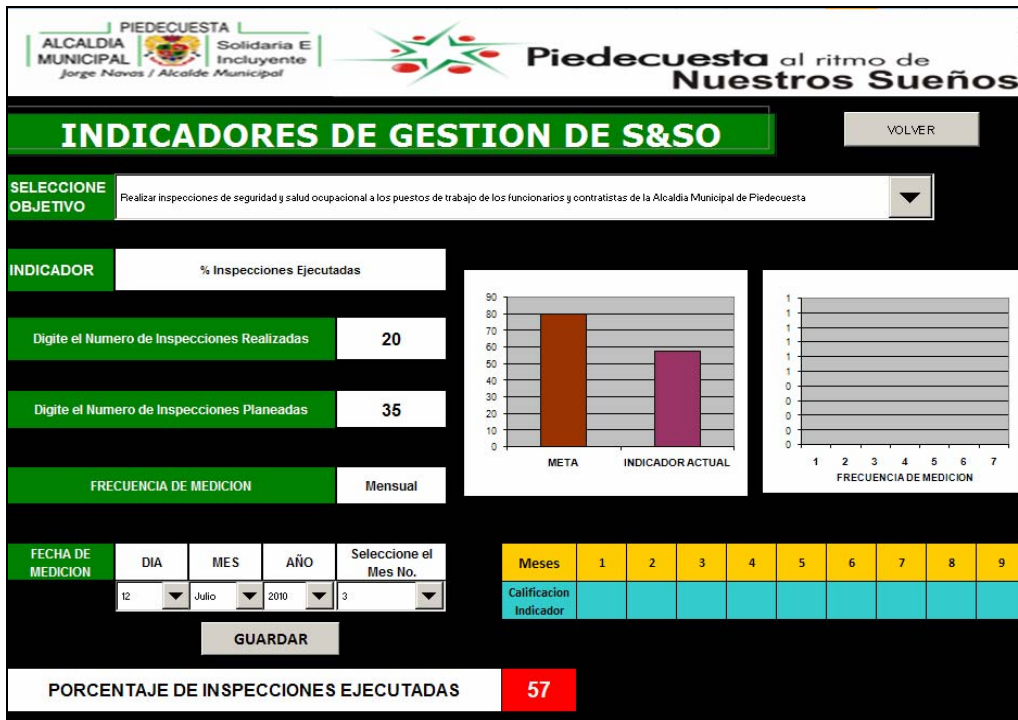 PIEDECUESTA
ALCALDIA
MUNICIPAL
Solidaria E
Incluyente
Jorge Navas / Alcalde Municipal
Piedecuesta al ritmo de
Nuestros Sueños
INDICADORES DE GESTION DE S&SO
VOLVER
SELECCIONE
OBJETIVO
Realizar inspecciones de seguridad y salud ocupacional a los puestos de trabajo de los funcionarios y contratistas de la Alcaldia Municipal de Piedecuesta
INDICADOR
% Inspecciones Ejecutadas
Digite el Numero de Inspecciones Realizadas
20
Digite el Numero de Inspecciones Planeadas
35
FRECUENCIA DE MEDICION
Mensual
90
80
70
60
50
40
30
20
10
0
META INDICADOR ACTUAL
1
1
1
1
1
1
0
0
0
0
0
1 2 3 4 5 6 7
FRECUENCIA DE MEDICION
FECHA DE
MEDICION
DIA MES AÑO
Seleccione el
Mes No.
12 Julio 2010 3
GUARDAR
Meses 1 2 3 4 5 6 7 8 9
Calificacion
Indicador
PORCENTAJE DE INSPECCIONES EJECUTADAS 57